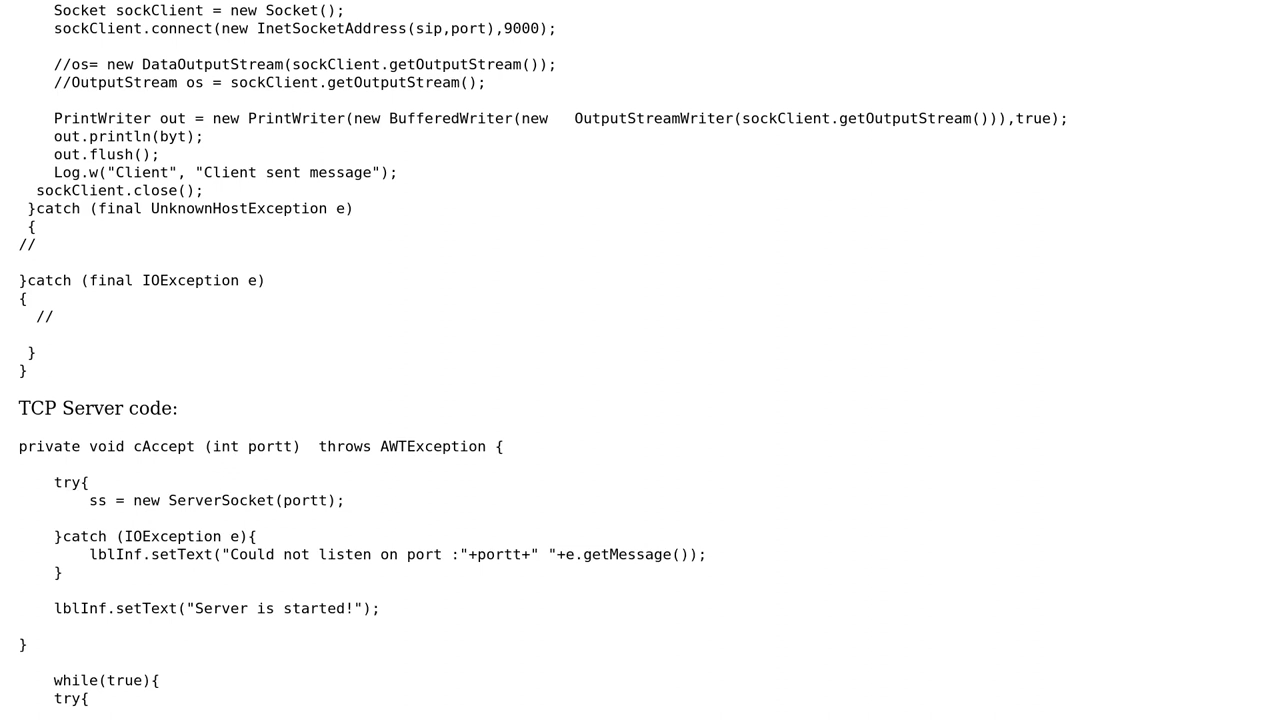 Socket sockClient = new Socket();
sockClient.connect(new InetSocketAddress(sip,port),9000);
//os= new DataOutputStream(sockClient.getOutputStream());
//OutputStream os = sockClient.getOutputStream();
PrintWriter out = new PrintWriter(new BufferedWriter(new   OutputStreamWriter(sockClient.getOutputStream())),true);
out.println(byt);
out.flush();
Log.w("Client", "Client sent message");
sockClient.close();
}catch (final UnknownHostException e)
{
//
}catch (final IOException e)
{
//
}
}
TCP Server code:
private void cAccept (int portt)  throws AWTException {
try{
ss = new ServerSocket(portt);
}catch (IOException e){
lblInf.setText("Could not listen on port :"+portt+" "+e.getMessage());
}
lblInf.setText("Server is started!");
}
while(true){
try{